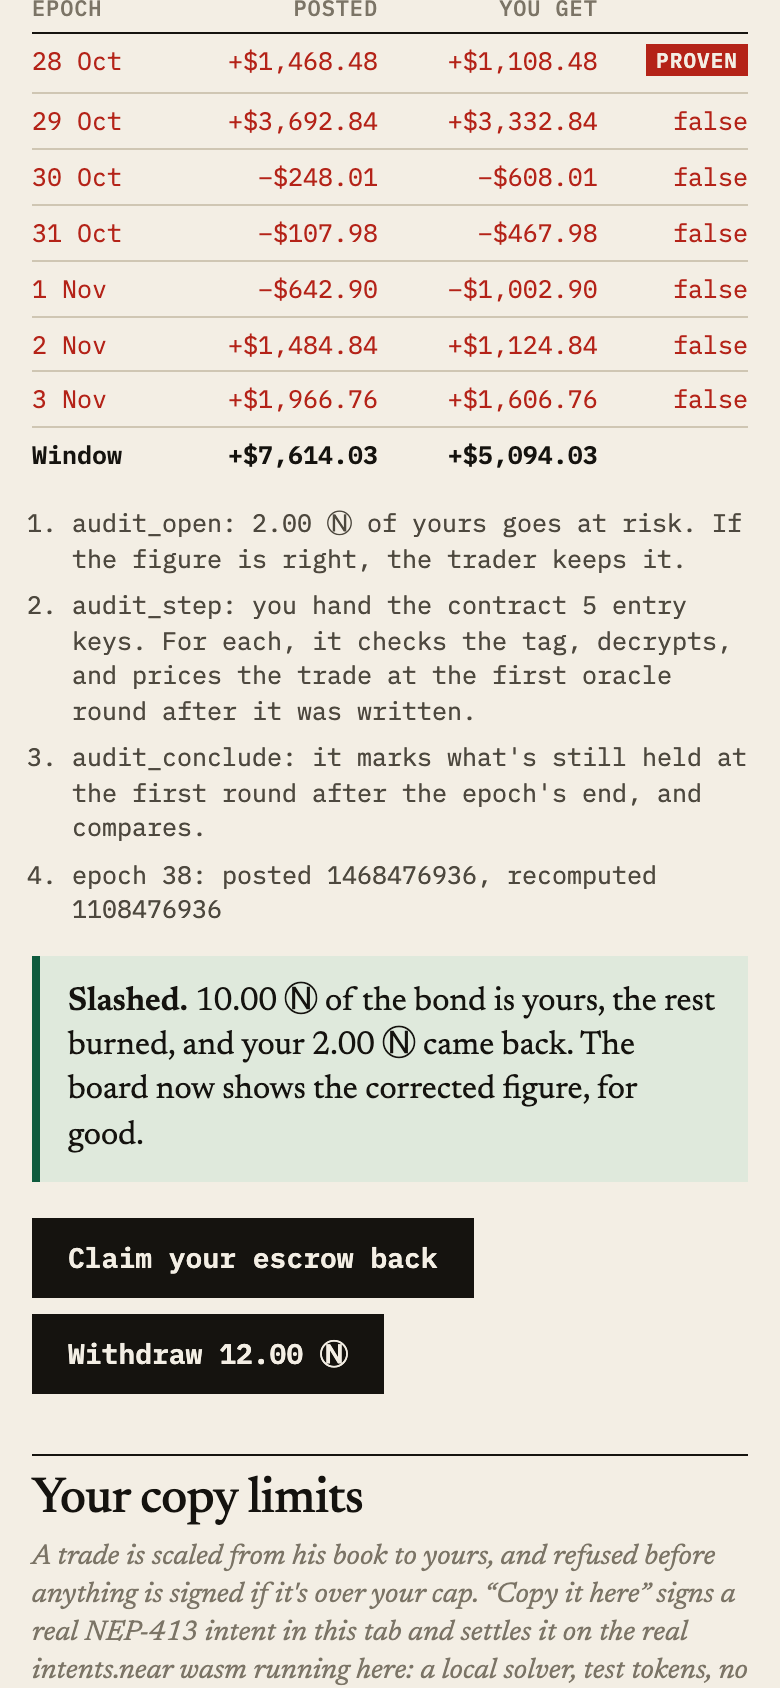 EPOCH POSTED YOU GET
28 Oct +$1,468.48 +$1,108.48 PROVEN
29 Oct +$3,692.84 +$3,332.84 false
30 Oct −$248.01 −$608.01 false
31 Oct −$107.98 −$467.98 false
1 Nov −$642.90 −$1,002.90 false
2 Nov +$1,484.84 +$1,124.84 false
3 Nov +$1,966.76 +$1,606.76 false
Window +$7,614.03 +$5,094.03
1. audit_open: 2.00 Ⓝ of yours goes at risk. If
the figure is right, the trader keeps it.
2. audit_step: you hand the contract 5 entry
keys. For each, it checks the tag, decrypts,
and prices the trade at the first oracle
round after it was written.
3. audit_conclude: it marks what's still held at
the first round after the epoch's end, and
compares.
4. epoch 38: posted 1468476936, recomputed
1108476936
Slashed. 10.00 Ⓝ of the bond is yours, the rest
burned, and your 2.00 Ⓝ came back. The
board now shows the corrected figure, for
good.
Claim your escrow back
Withdraw 12.00 Ⓝ
Your copy limits
A trade is scaled from his book to yours, and refused before
anything is signed if it's over your cap. “Copy it here” signs a
real NEP-413 intent in this tab and settles it on the real
intents.near wasm running here: a local solver, test tokens, no